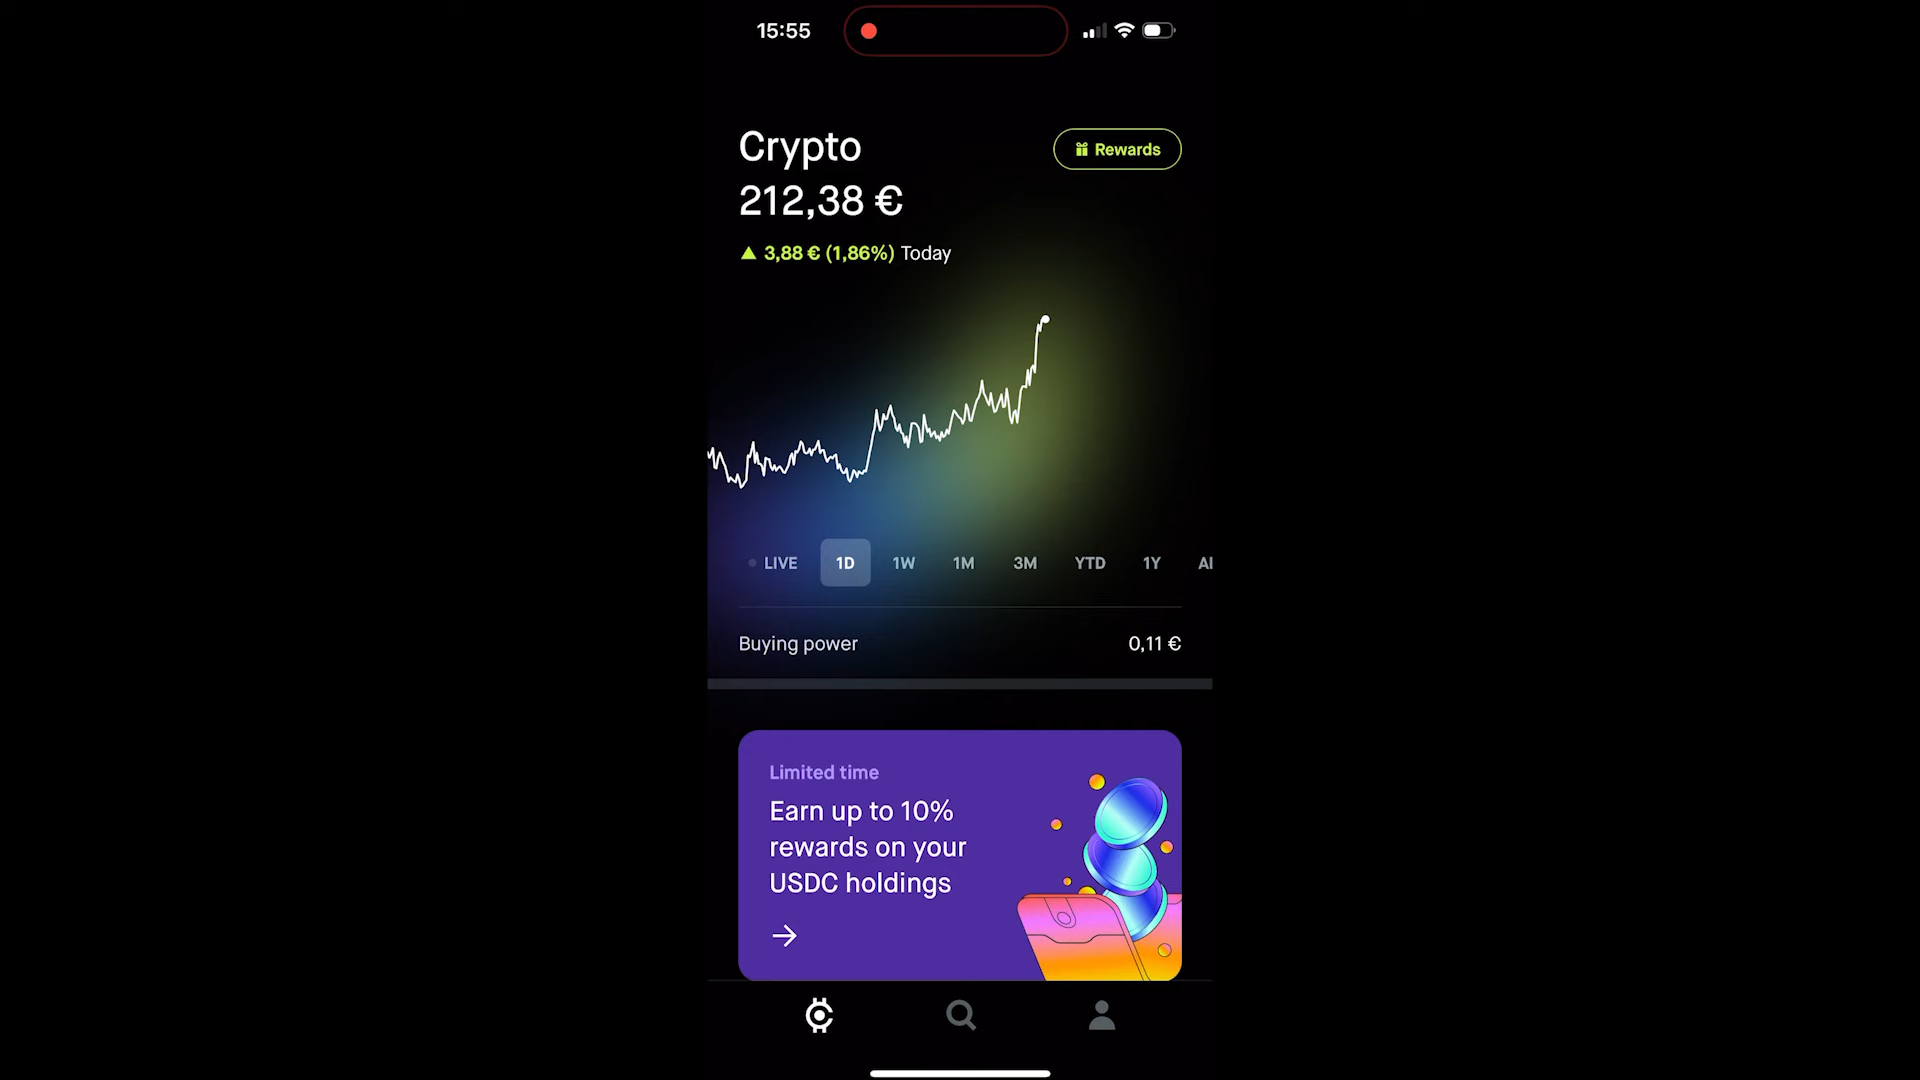 15:55
Crypto
Rewards
212,38 €
3,88 € (1,86%) Today
LIVE 1D 1W 1M 3M YTD 1Y Al
Buying power 0,11 €
Limited time
Earn up to 10%
rewards on your
USDC holdings